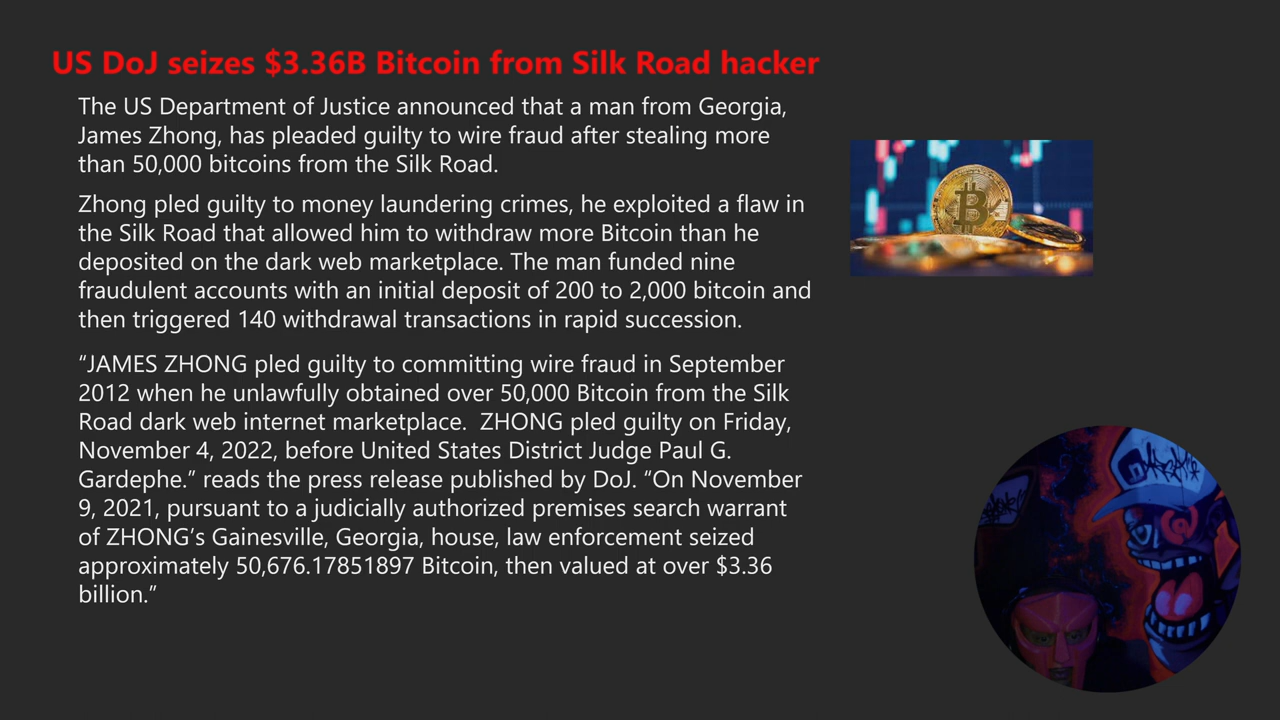 US DoJ seizes $3.36B Bitcoin from Silk Road hacker
The US Department of Justice announced that a man from Georgia,
James Zhong, has pleaded guilty to wire fraud after stealing more
than 50,000 bitcoins from the Silk Road.
Zhong pled guilty to money laundering crimes, he exploited a flaw in
the Silk Road that allowed him to withdraw more Bitcoin than he
deposited on the dark web marketplace. The man funded nine
fraudulent accounts with an initial deposit of 200 to 2,000 bitcoin and
then triggered 140 withdrawal transactions in rapid succession.
“JAMES ZHONG pled guilty to committing wire fraud in September
2012 when he unlawfully obtained over 50,000 Bitcoin from the Silk
Road dark web internet marketplace.  ZHONG pled guilty on Friday,
November 4, 2022, before United States District Judge Paul G.
Gardephe.” reads the press release published by DoJ. “On November
9, 2021, pursuant to a judicially authorized premises search warrant
of ZHONG’s Gainesville, Georgia, house, law enforcement seized
approximately 50,676.17851897 Bitcoin, then valued at over $3.36
billion.”